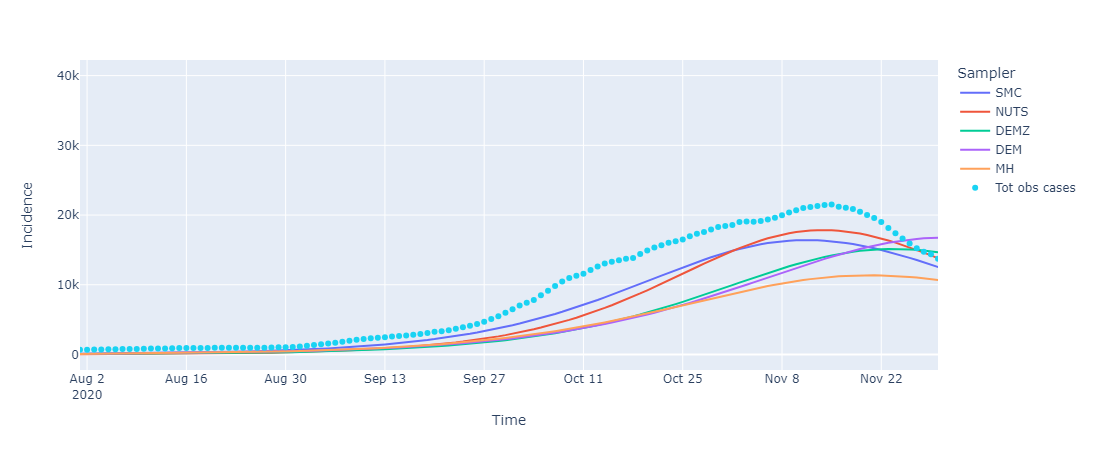 40k
30k
20k
10k
0
Incidence
Aug 2
2020
Aug 16
Aug 30
Sep 13
Sep 27
Oct 11
Oct 25
Nov 8
Nov 22
Time
Sampler
SMC
NUTS
DEMZ
DEM
MH
Tot obs cases